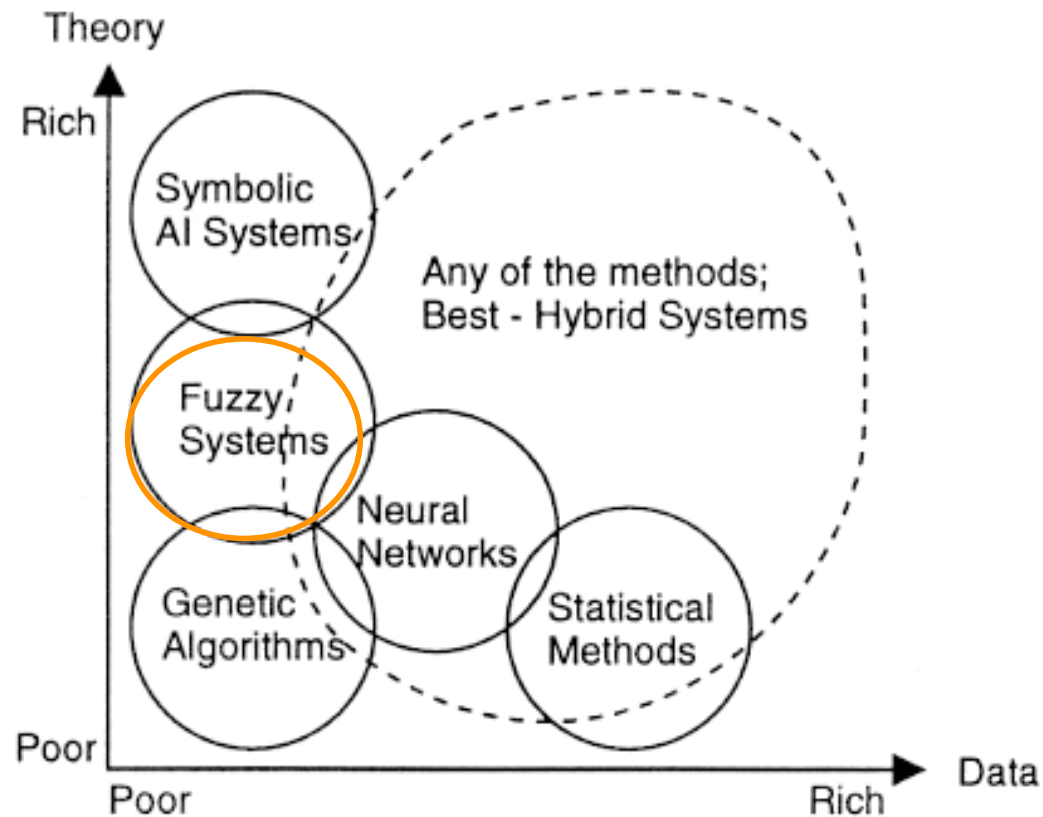 Theory
Rich
Symbolic
AI Systems
Any of the methods;
Best - Hybrid Systems
Fuzzy
Systems
Neural
Networks
Genetic
Algorithms
Statistical
Methods
Poor
Data
Poor
Rich